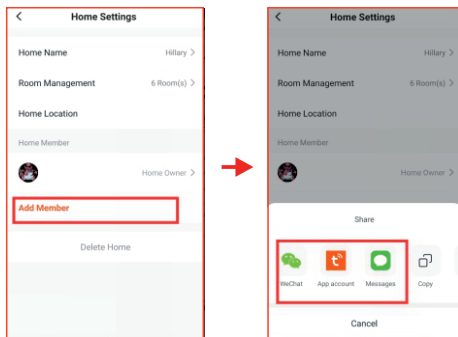 Home Settings
Home Name Hillary
Room Management 6 Room(s)
Home Location
Home Member
Home Owner
Add Member
Delete Home
Home Settings
Home Name Hillary
Room Management 6 Room(s)
Home Location
Home Member
Home Owner
Share
WeChat App account Messages Copy
Cancel